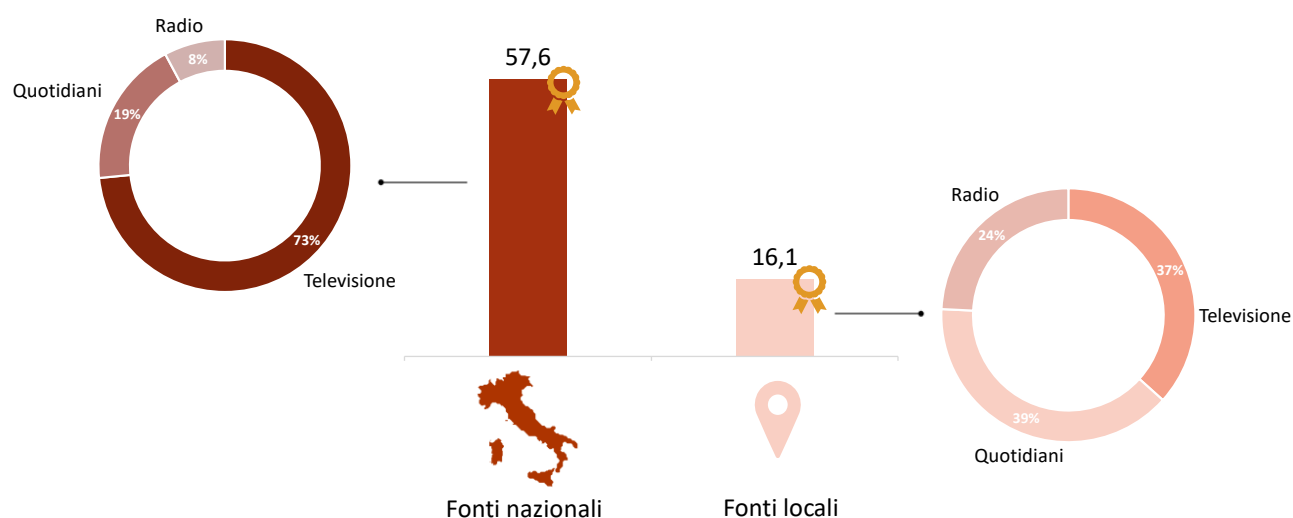 Radio
8%
Quotidiani
19%
73%
Televisione
57,6
16,1
Radio
24%
37%
Televisione
39%
Quotidiani
Fonti nazionali
Fonti locali